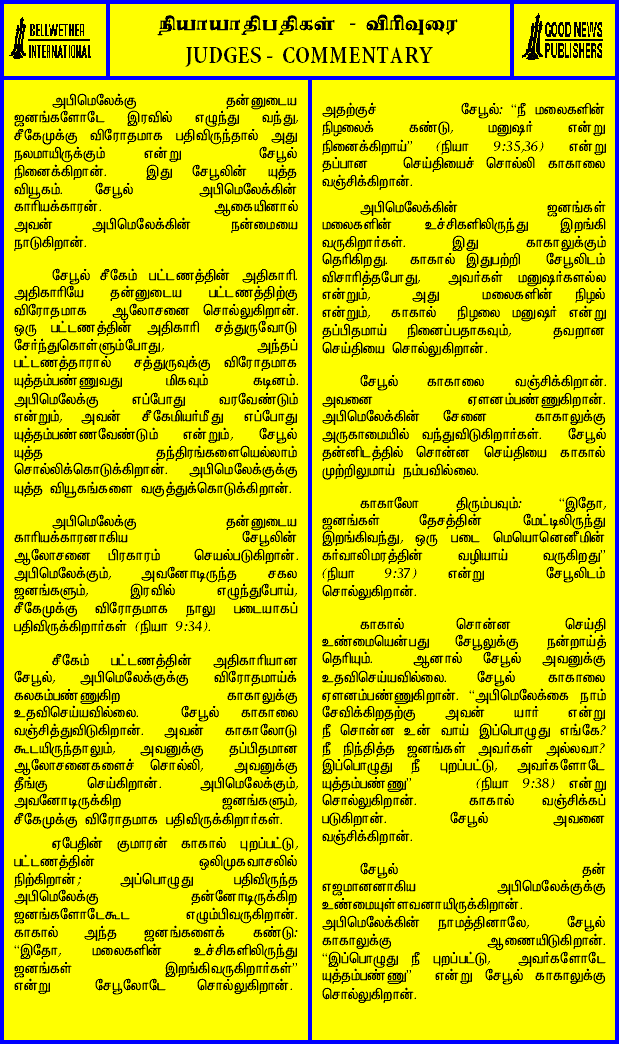 BELLWETHER
INTERNATIONAL
நியாயாதிபதிகள் - விரிவுரை
JUDGES - COMMENTARY
GOOD NEWS
PUBLISHERS
அபிமெலேக்கு தன்னுடைய
ஜனங்களோடே இரவில் எழுந்து வந்து,
சீகேமுக்கு விரோதமாக பதிவிருந்தால் அது
நலமாயிருக்கும் என்று சேபூல்
நினைக்கிறான். இது சேபூலின் யுத்த
வியூகம். சேபூல் அபிமெலேக்கின்
காரியக்காரன். ஆகையினால்
அவன் அபிமெலேக்கின் நன்மையை
நாடுகிறான்.
சேபூல் சீகேம் பட்டணத்தின் அதிகாரி.
அதிகாரியே தன்னுடைய பட்டணத்திற்கு
விரோதமாக ஆலோசனை சொல்லுகிறான்.
ஒரு பட்டணத்தின் அதிகாரி சத்துருவோடு
சேர்ந்துகொள்ளும்போது, அந்தப்
பட்டணத்தாரால் சத்துருவுக்கு விரோதமாக
யுத்தம்பண்ணுவது மிகவும் கடினம்.
அபிமெலேக்கு எப்போது வரவேண்டும்
என்றும், அவன் சீகேமியர்மீது எப்போது
யுத்தம்பண்ணவேண்டும் என்றும், சேபூல்
யுத்த தந்திரங்களையெல்லாம்
சொல்லிக்கொடுக்கிறான். அபிமெலேக்குக்கு
யுத்த வியூகங்களை வகுத்துக்கொடுக்கிறான்.
அபிமெலேக்கு தன்னுடைய
காரியக்காரனாகிய சேபூலின்
ஆலோசனை பிரகாரம் செயல்படுகிறான்.
அபிமெலேக்கும், அவனோடிருந்த சகல
ஜனங்களும், இரவில் எழுந்துபோய்,
சீகேமுக்கு விரோதமாக நாலு படையாகப்
பதிவிருக்கிறார்கள் (நியா 9:34).
சீகேம் பட்டணத்தின் அதிகாரியான
சேபூல், அபிமெலேக்குக்கு விரோதமாய்க்
கலகம்பண்ணுகிற காகாலுக்கு
உதவிசெய்யவில்லை. சேபூல் காகாலை
வஞ்சித்துவிடுகிறான். அவன் காகாலோடு
கூடயிருந்தாலும், அவனுக்கு தப்பிதமான
ஆலோசனைகளைச் சொல்லி, அவனுக்கு
தீங்கு செய்கிறான். அபிமெலேக்கும்,
அவனோடிருக்கிற ஜனங்களும்,
சீகேமுக்கு விரோதமாக பதிவிருக்கிறார்கள்.
ஏபேதின் குமாரன் காகால் புறப்பட்டு,
பட்டணத்தின் ஒலிமுகவாசலில்
நிற்கிறான்; அப்பொழுது பதிவிருந்த
அபிமெலேக்கு தன்னோடிருக்கிற
ஜனங்களோடேகூட எழும்பிவருகிறான்.
காகால் அந்த ஜனங்களைக் கண்டு:
“இதோ, மலைகளின் உச்சிகளிலிருந்து
ஜனங்கள் இறங்கிவருகிறார்கள்”
என்று சேபூலோடே சொல்லுகிறான்.
அதற்குச் சேபூல்: “நீ மலைகளின்
நிழலைக் கண்டு, மனுஷர் என்று
நினைக்கிறாய்” (நியா 9:35,36) என்று
தப்பான செய்தியைச் சொல்லி காகாலை
வஞ்சிக்கிறான்.
அபிமெலேக்கின் ஜனங்கள்
மலைகளின் உச்சிகளிலிருந்து இறங்கி
வருகிறார்கள். இது காகாலுக்கும்
தெரிகிறது. காகால் இதுபற்றி சேபூலிடம்
விசாரித்தபோது, அவர்கள் மனுஷர்களல்ல
என்றும், அது மலைகளின் நிழல்
என்றும், காகால் நிழலை மனுஷர் என்று
தப்பிதமாய் நினைப்பதாகவும், தவறான
செய்தியை சொல்லுகிறான்.
சேபூல் காகாலை வஞ்சிக்கிறான்.
அவனை ஏளனம்பண்ணுகிறான்.
அபிமெலேக்கின் சேனை காகாலுக்கு
அருகாமையில் வந்துவிடுகிறார்கள். சேபூல்
தன்னிடத்தில் சொன்ன செய்தியை காகால்
முற்றிலுமாய் நம்பவில்லை.
காகாலோ திரும்பவும்: “இதோ,
ஜனங்கள் தேசத்தின் மேட்டிலிருந்து
இறங்கிவந்து, ஒரு படை மெயொனெனீமின்
கர்வாலிமரத்தின் வழியாய் வருகிறது”
(நியா 9:37) என்று சேபூலிடம்
சொல்லுகிறான்.
காகால் சொன்ன செய்தி
உண்மையென்பது சேபூலுக்கு நன்றாய்த்
தெரியும். ஆனால் சேபூல் அவனுக்கு
உதவிசெய்யவில்லை. சேபூல் காகாலை
ஏளனம்பண்ணுகிறான். “அபிமெலேக்கை நாம்
சேவிக்கிறதற்கு அவன் யார் என்று
நீ சொன்ன உன் வாய் இப்பொழுது எங்கே?
நீ நிந்தித்த ஜனங்கள் அவர்கள் அல்லவா?
இப்பொழுது நீ புறப்பட்டு, அவர்களோடே
யுத்தம்பண்ணு” (நியா 9:38) என்று
சொல்லுகிறான். காகால் வஞ்சிக்கப்
படுகிறான். சேபூல் அவனை
வஞ்சிக்கிறான்.
சேபூல் தன்
எஜமானனாகிய அபிமெலேக்குக்கு
உண்மையுள்ளவனாயிருக்கிறான்.
அபிமெலேக்கின் நாமத்தினாலே, சேபூல்
காகாலுக்கு ஆணையிடுகிறான்.
“இப்பொழுது நீ புறப்பட்டு, அவர்களோடே
யுத்தம்பண்ணு” என்று சேபூல் காகாலுக்கு
சொல்லுகிறான்.